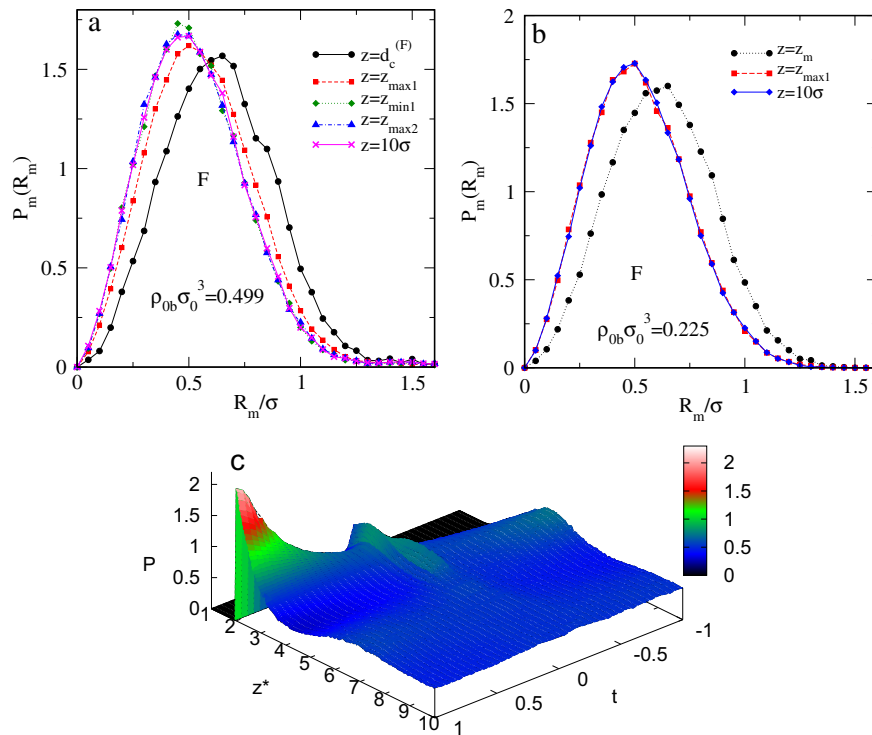 a
z=d_c^(F)
z=z_max1
z=z_min1
z=z_max2
z=10σ
F
ρ_0bσ_0^3=0.499
P_m(R_m)
0
0.5
1
1.5
0
0.5
1
1.5
R_m/σ
b
z=z_m
z=z_max1
z=10σ
F
ρ_0bσ_0^3=0.225
P_m(R_m)
0
0.5
1
1.5
2
0
0.5
1
1.5
R_m/σ
c
P
2
1.5
1
0.5
0
1
2
3
4
5
6
7
8
9
10
z*
1
0.5
0
-0.5
-1
t
2
1.5
1
0.5
0